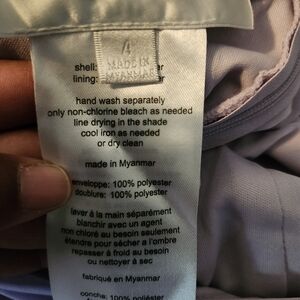 4
MADE IN
MYANMAR
shell:
lining:
hand wash separately
only non-chlorine bleach as needed
line drying in the shade
cool iron as needed
or dry clean
made in Myanmar
enveloppe: 100% polyester
doublure: 100% polyester
laver à la main séparément
blanchir avec un agent
non chloré au besoin seulement
étendre pour sécher a l'ombre
repasser à froid au besoin
ou nettoyer à sec
fabriqué en Myanmar
concha: 100% poliéster